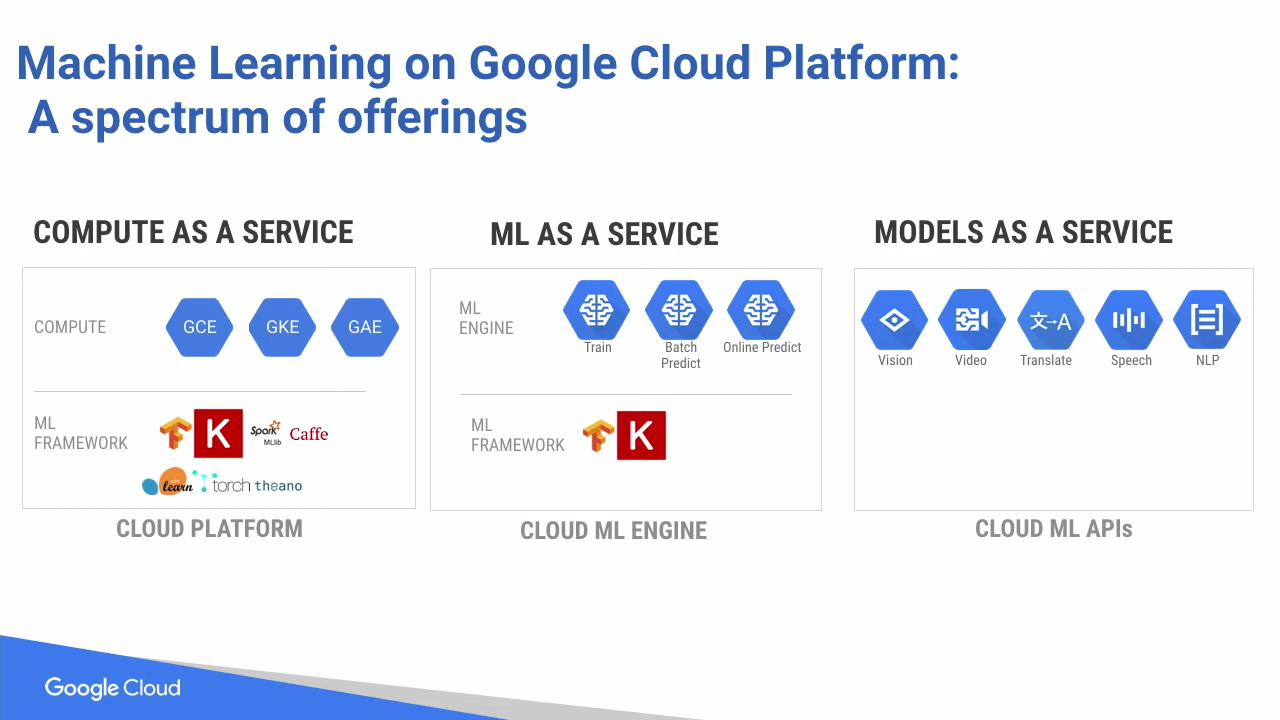 Machine Learning on Google Cloud Platform:
A spectrum of offerings
COMPUTE AS A SERVICE
COMPUTE
GCE
GKE
GAE
ML
FRAMEWORK
K
Spark
MLlib
Caffe
learn
torch
theano
CLOUD PLATFORM
ML AS A SERVICE
ML
ENGINE
Train
Batch
Predict
Online Predict
ML
FRAMEWORK
K
CLOUD ML ENGINE
MODELS AS A SERVICE
文→A
Vision
Video
Translate
Speech
NLP
CLOUD ML APIs
Google Cloud